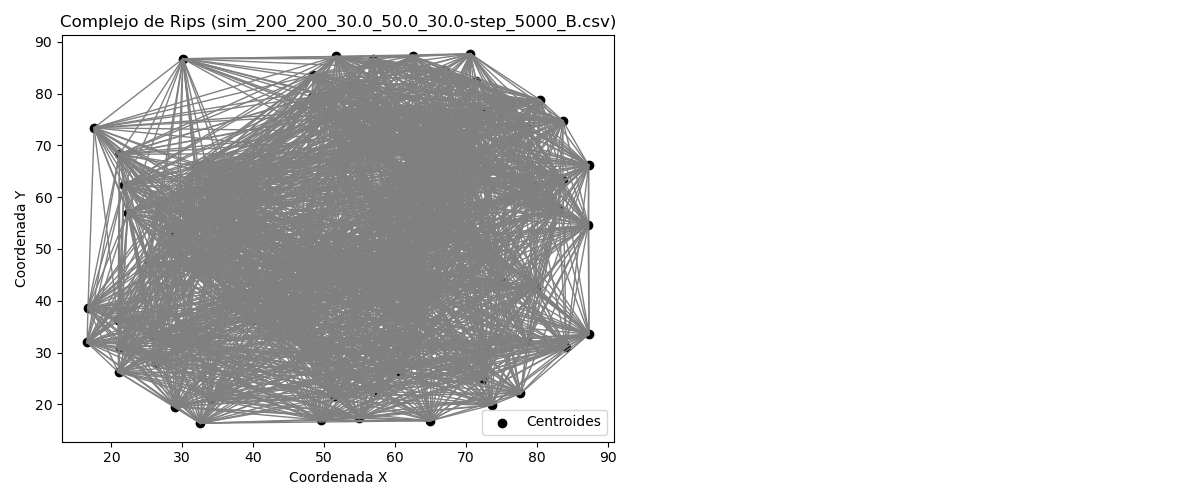 Complejo de Rips (sim_200_200_30.0_50.0_30.0-step_5000_B.csv)
90
80
70
60
50
40
30
20
Coordenada Y
Centroides
20 30 40 50 60 70 80 90
Coordenada X